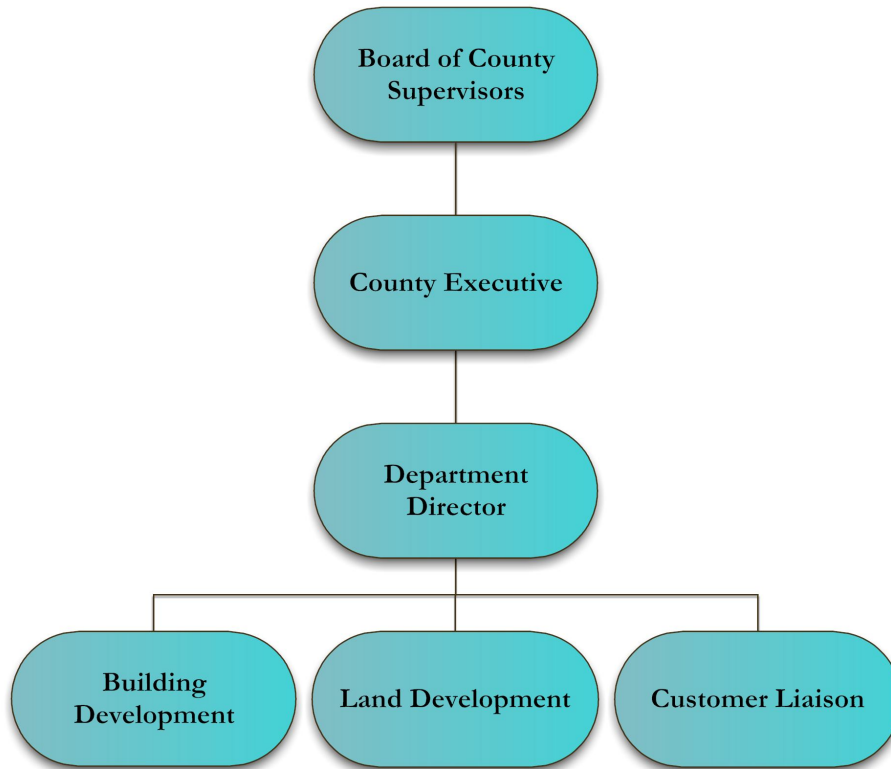 Board of County
Supervisors
County Executive
Department
Director
Building
Development
Land Development
Customer Liaison